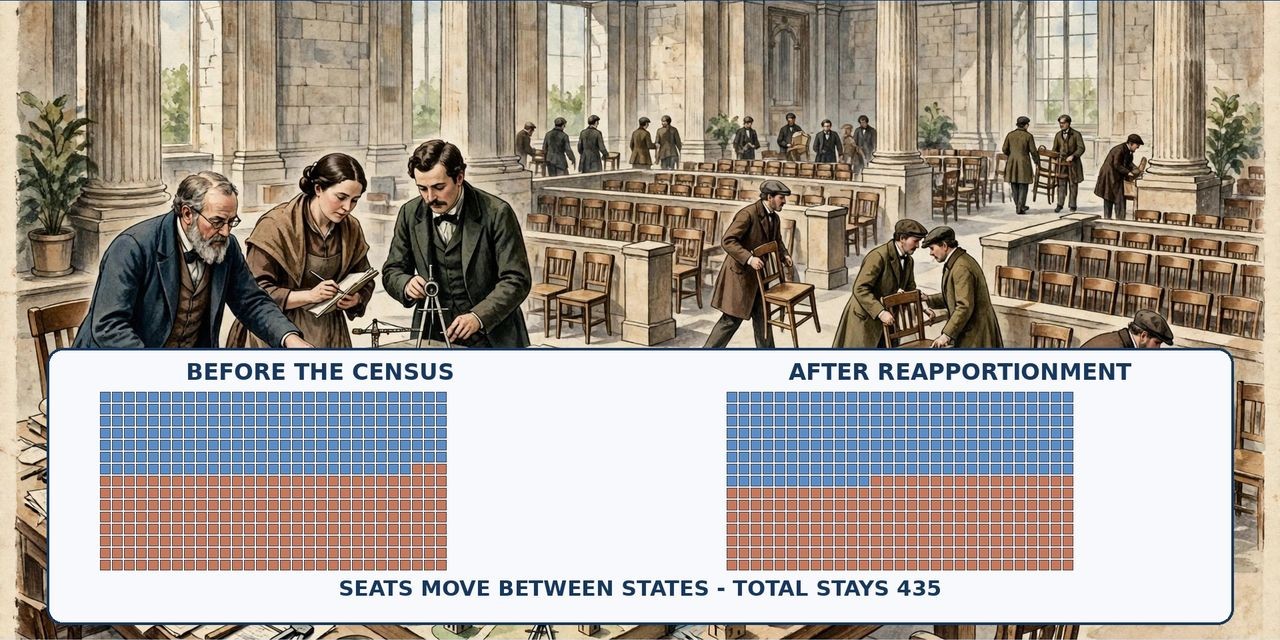 BEFORE THE CENSUS
AFTER REAPPORTIONMENT
SEATS MOVE BETWEEN STATES - TOTAL STAYS 435